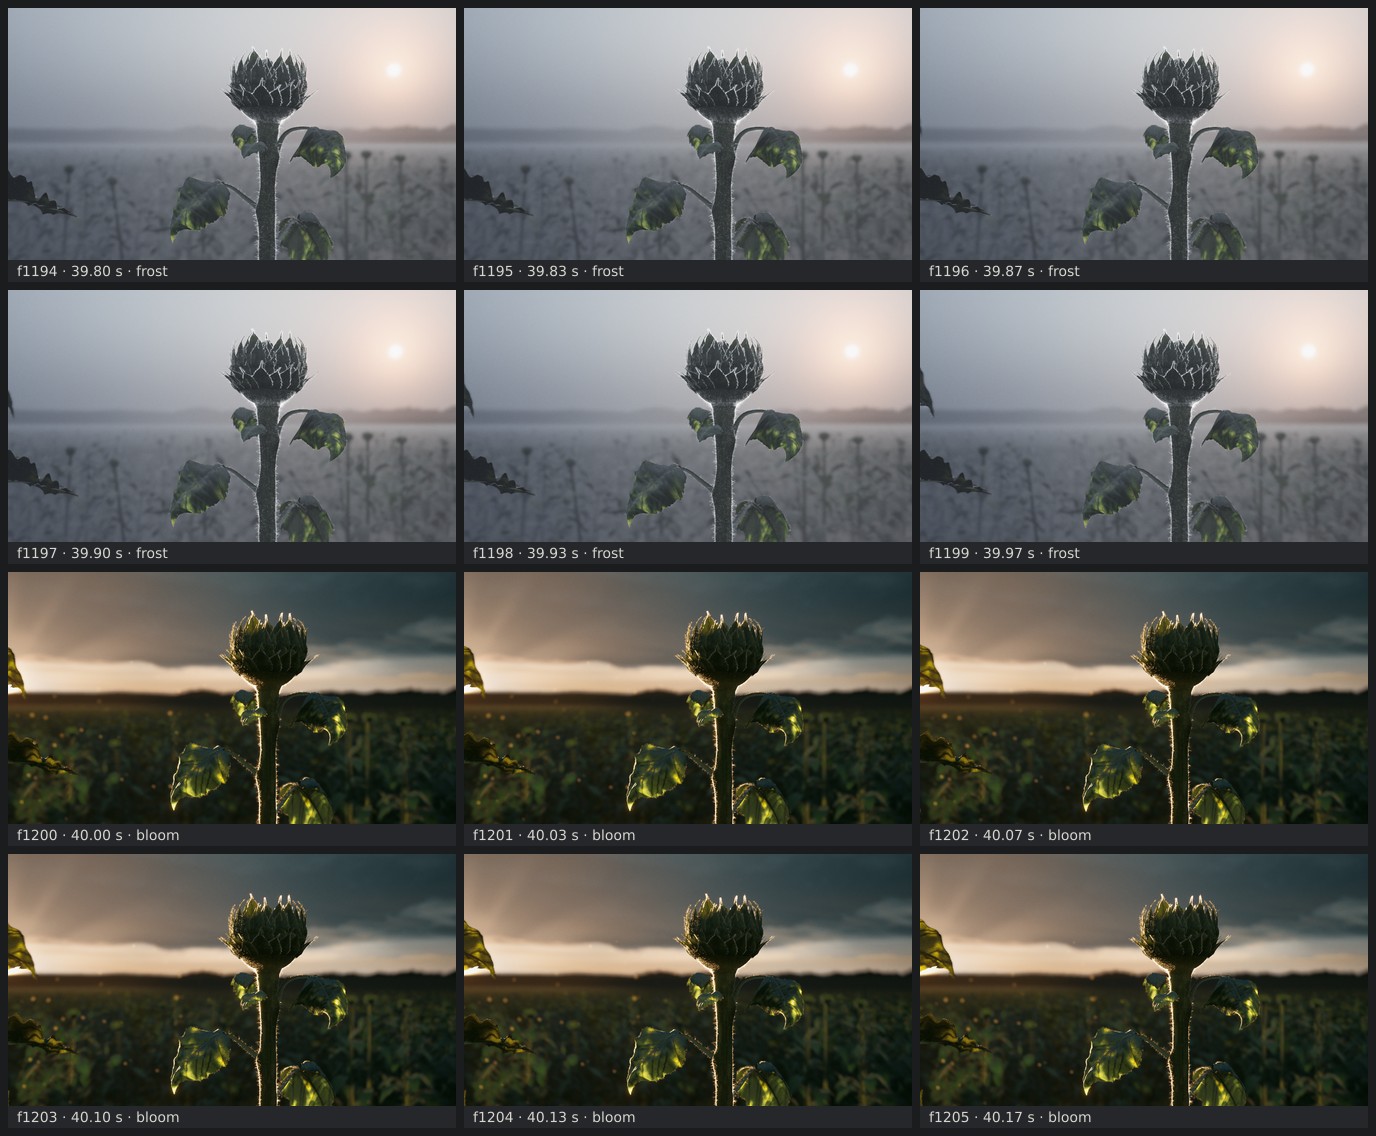 f1194 · 39.80 s · frost
f1195 · 39.83 s · frost
f1196 · 39.87 s · frost
f1197 · 39.90 s · frost
f1198 · 39.93 s · frost
f1199 · 39.97 s · frost
f1200 · 40.00 s · bloom
f1201 · 40.03 s · bloom
f1202 · 40.07 s · bloom
f1203 · 40.10 s · bloom
f1204 · 40.13 s · bloom
f1205 · 40.17 s · bloom